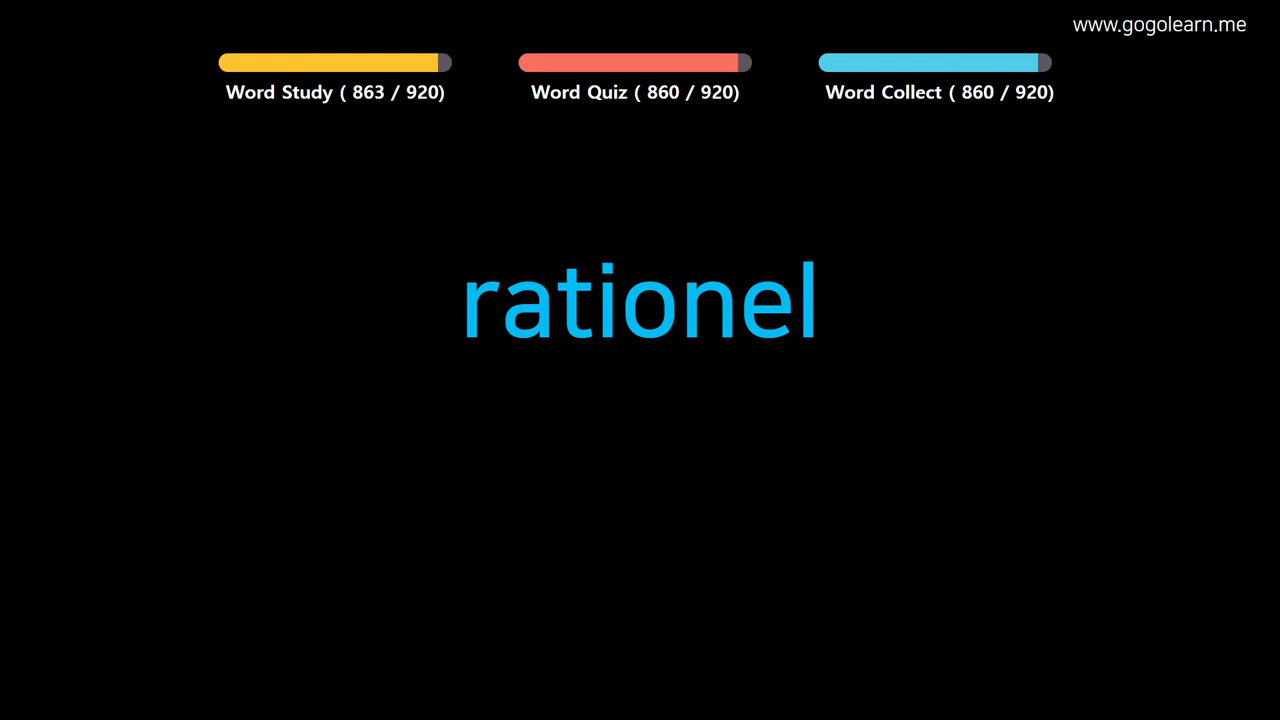 www.gogolearn.me
Word Study ( 863 / 920)
Word Quiz ( 860 / 920)
Word Collect ( 860 / 920)
rationel